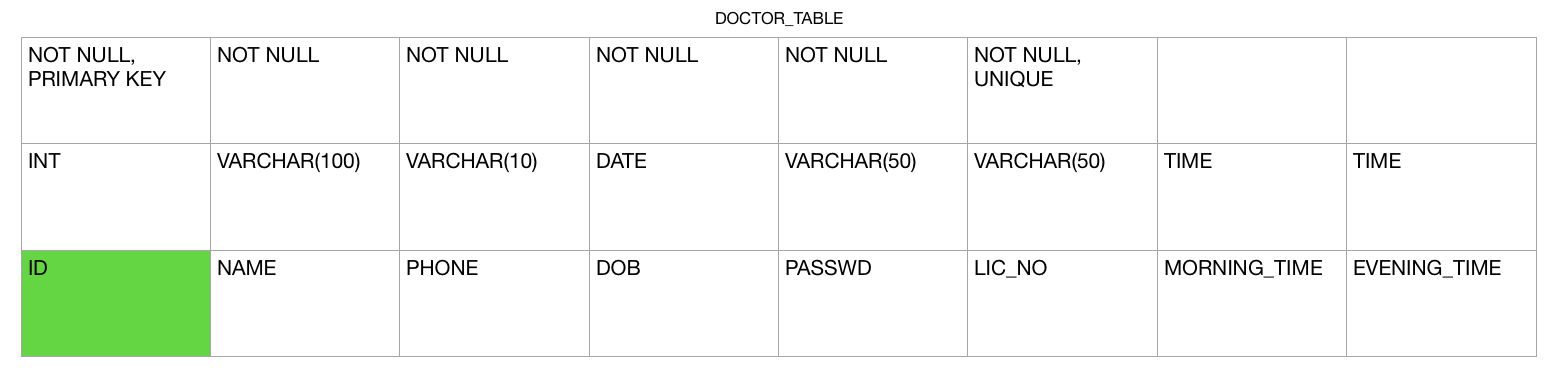 DOCTOR_TABLE
NOT NULL, PRIMARY KEY
NOT NULL
NOT NULL
NOT NULL
NOT NULL
NOT NULL, UNIQUE
INT
VARCHAR(100)
VARCHAR(10)
DATE
VARCHAR(50)
VARCHAR(50)
TIME
TIME
ID
NAME
PHONE
DOB
PASSWD
LIC_NO
MORNING_TIME
EVENING_TIME